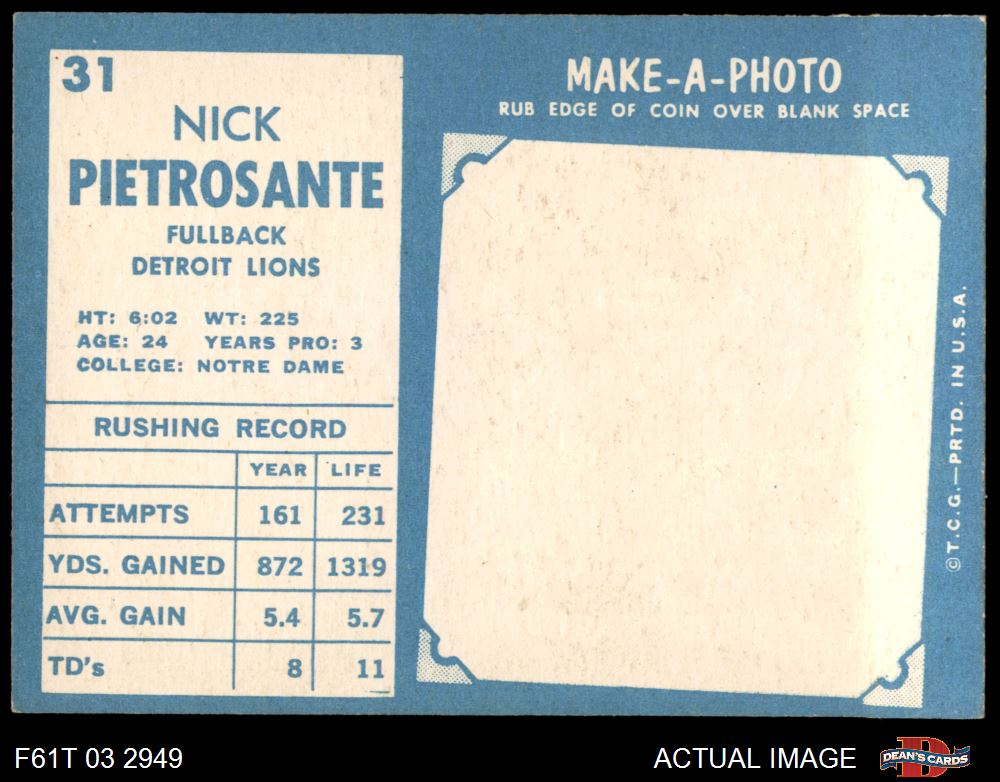 31
NICK
PIETROSANTE
FULLBACK
DETROIT LIONS
HT: 6:02 WT: 225
AGE: 24 YEARS PRO: 3
COLLEGE: NOTRE DAME
RUSHING RECORD
YEAR LIFE
ATTEMPTS 161 231
YDS. GAINED 872 1319
AVG. GAIN 5.4 5.7
TD's 8 11
MAKE-A-PHOTO
RUB EDGE OF COIN OVER BLANK SPACE
©T.C.G.—PRTD. IN U.S.A.
F61T 03 2949
ACTUAL IMAGE
D
DEAN'S CARDS